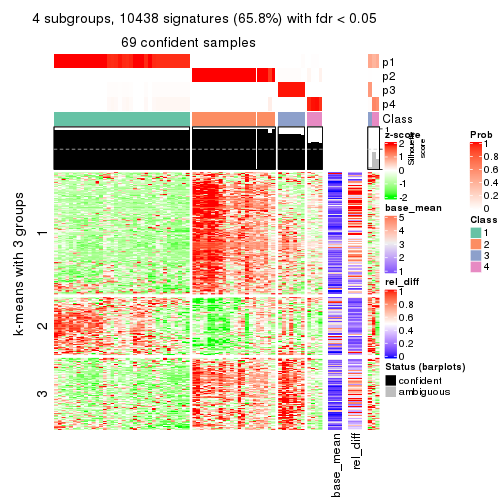 4 subgroups, 10438 signatures (65.8%) with fdr < 0.05
69 confident samples
p1
p2
p3
p4
Class
1
Silhouette
score
k-means with 3 groups
1
2
3
base_mean
rel_diff
z-score
2
1
0
-1
-2
base_mean
5
4
3
2
1
rel_diff
1
0.8
0.6
0.4
0.2
0
Status (barplots)
confident
ambiguous
Prob
1
0.8
0.6
0.4
0.2
0
Class
1
2
3
4